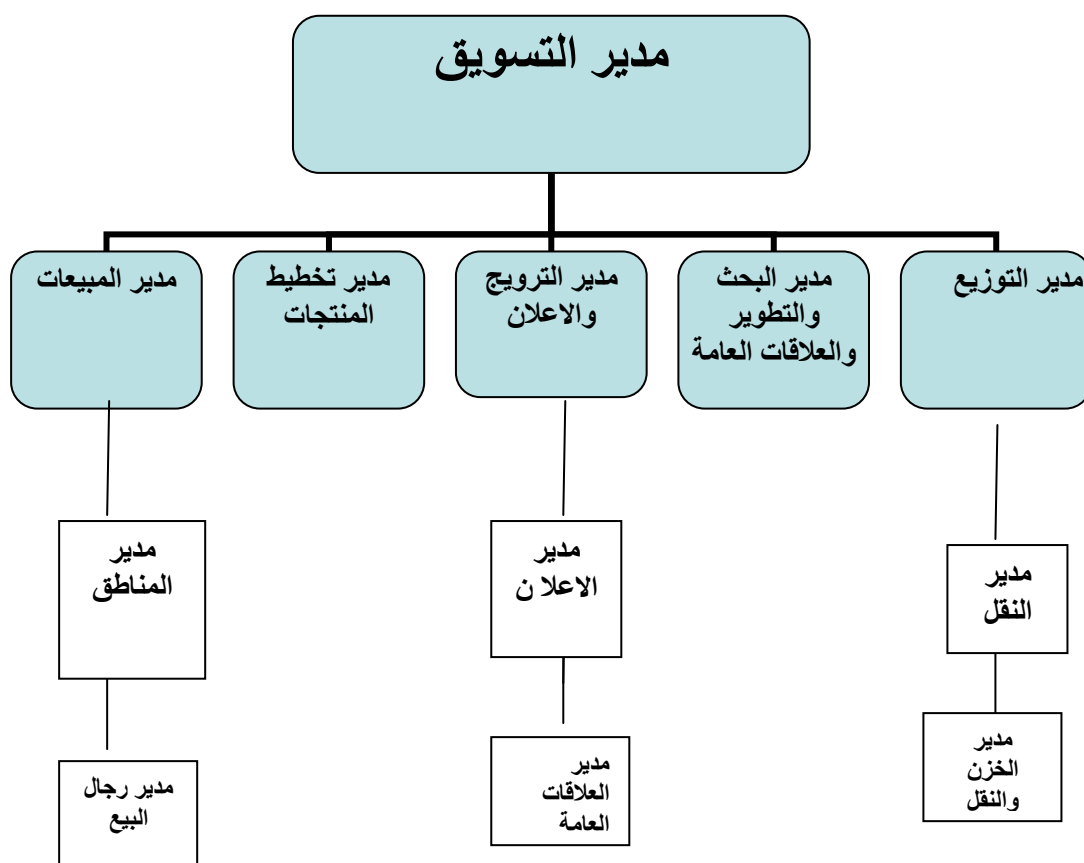 مدير التسويق
مدير التوزيع
مدير البحث
والتطوير
والعلاقات العامة
مدير الترويج
والاعلان
مدير تخطيط
المنتجات
مدير المبيعات
مدير
النقل
مدير
الاعلا ن
مدير
المناطق
مدير
الخزن
والنقل
مدير
العلاقات
العامة
مدير رجال
البيع